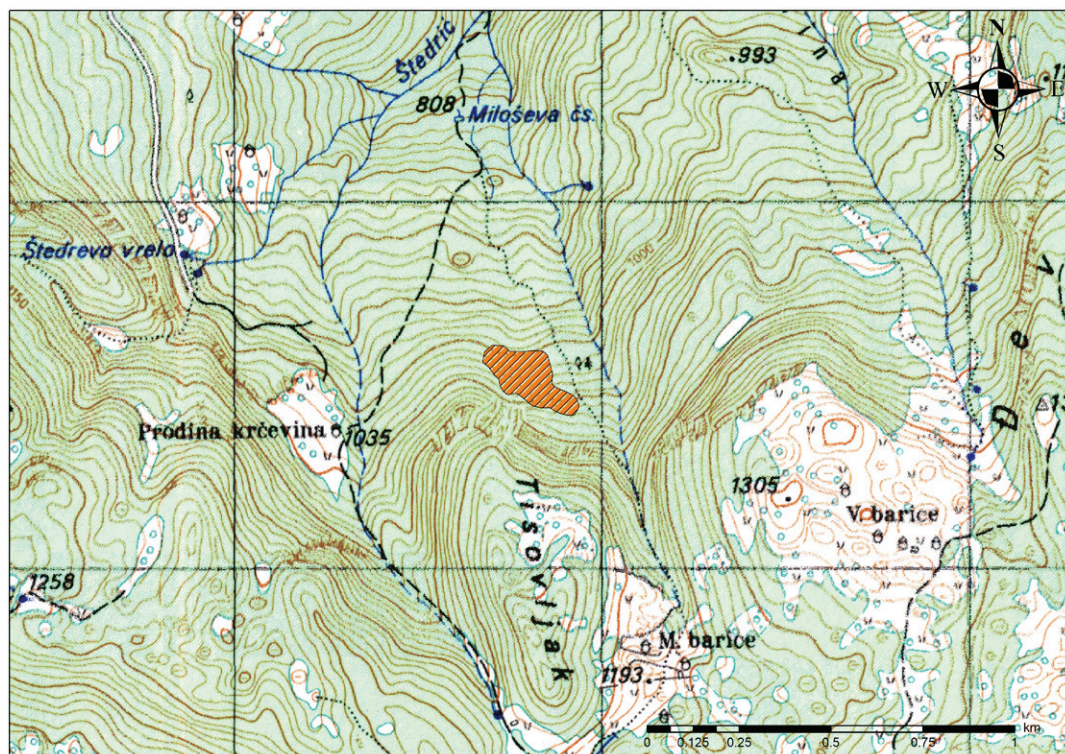 Štedrić
N
993
W
E
808
Miloševa čs.
S
Štedrevo vrelo
1000
Prodina krčevina
1035
1305
V. barice
Tisovljak
1258
M. barice
1193
km
0 0.125 0.25 0.5 0.75 1